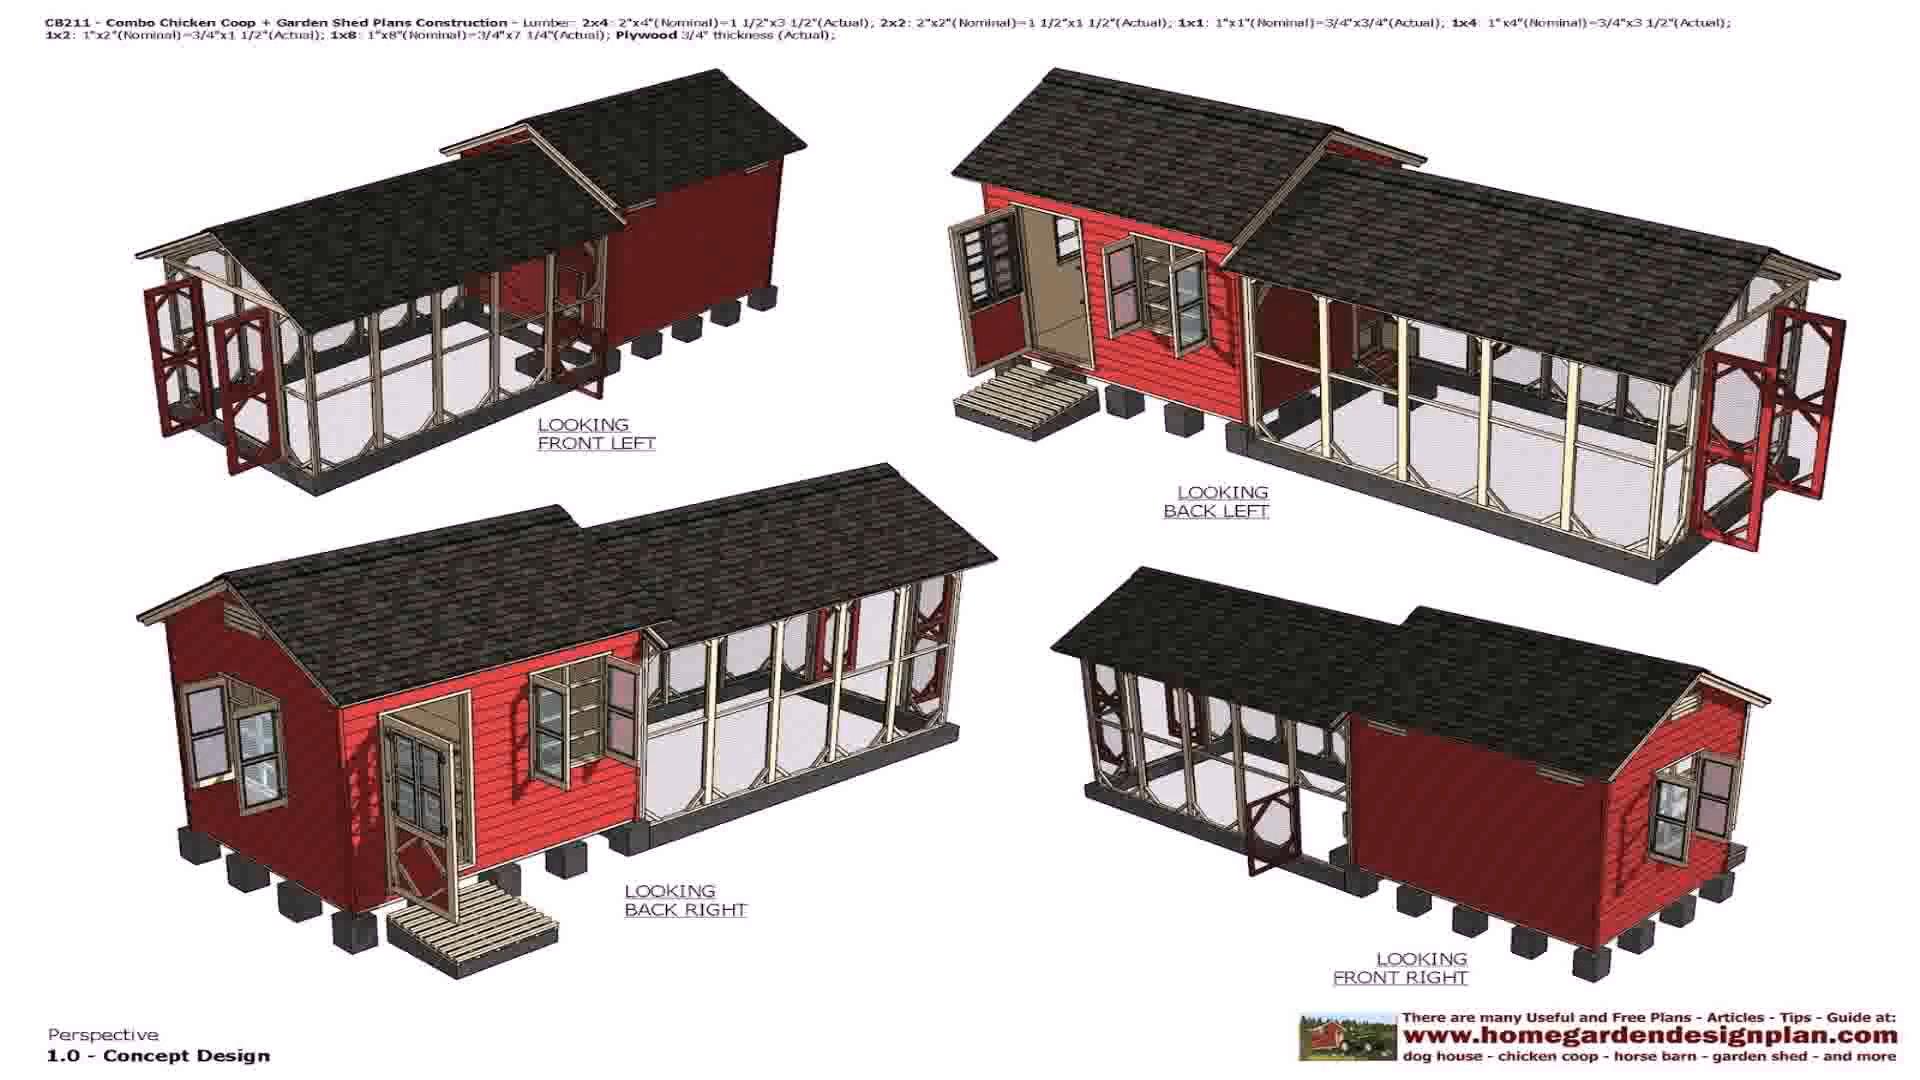 CB211 - Combo Chicken Coop + Garden Shed Plans Construction - Lumber: 2x4: 2"x4"(Nominal)=1 1/2"x3 1/2"(Actual); 2x2: 2"x2"(Nominal)=1 1/2"x1 1/2"(Actual); 1x1: 1"x1"(Nominal)=3/4"x3/4"(Actual); 1x4: 1"x4"(Nominal)=3/4"x3 1/2"(Actual);
1x2: 1"x2"(Nominal)=3/4"x1 1/2"(Actual); 1x8: 1"x8"(Nominal)=3/4"x7 1/4"(Actual); Plywood 3/4" thickness (Actual);
LOOKING
FRONT LEFT
LOOKING
BACK LEFT
LOOKING
BACK RIGHT
LOOKING
FRONT RIGHT
Perspective
1.0 - Concept Design
There are many Useful and Free Plans - Articles - Tips - Guide at:
www.homegardendesignplan.com
dog house - chicken coop - horse barn - garden shed - and more